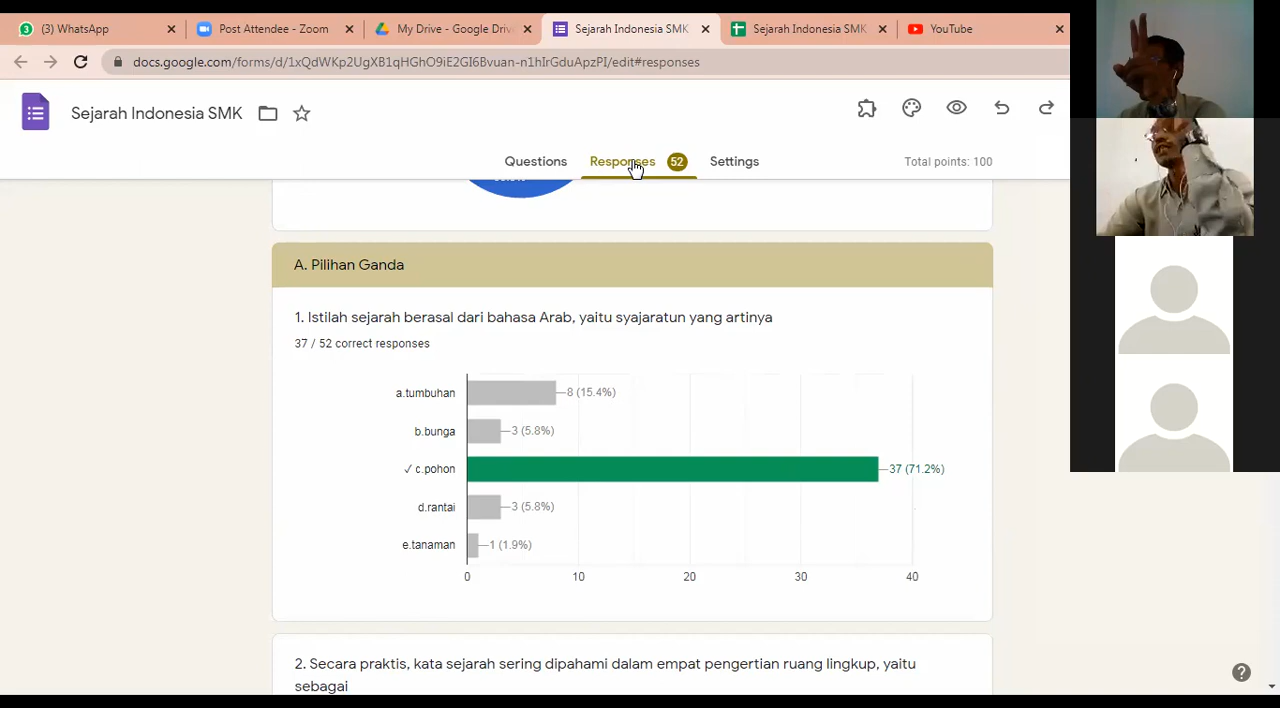 (3) WhatsApp
Post Attendee - Zoom
My Drive - Google Driv
Sejarah Indonesia SMK
Sejarah Indonesia SMK
YouTube
docs.google.com/forms/d/1xQdWKp2UgXB1qHGhO9iE2GI6Bvuan-n1hIrGduApzPI/edit#responses
Sejarah Indonesia SMK
Questions Responses 52 Settings Total points: 100
A. Pilihan Ganda
1. Istilah sejarah berasal dari bahasa Arab, yaitu syajaratun yang artinya
37 / 52 correct responses
a.tumbuhan 8 (15.4%)
b.bunga 3 (5.8%)
✓ c.pohon 37 (71.2%)
d.rantai 3 (5.8%)
e.tanaman 1 (1.9%)
0 10 20 30 40
2. Secara praktis, kata sejarah sering dipahami dalam empat pengertian ruang lingkup, yaitu
sebagai